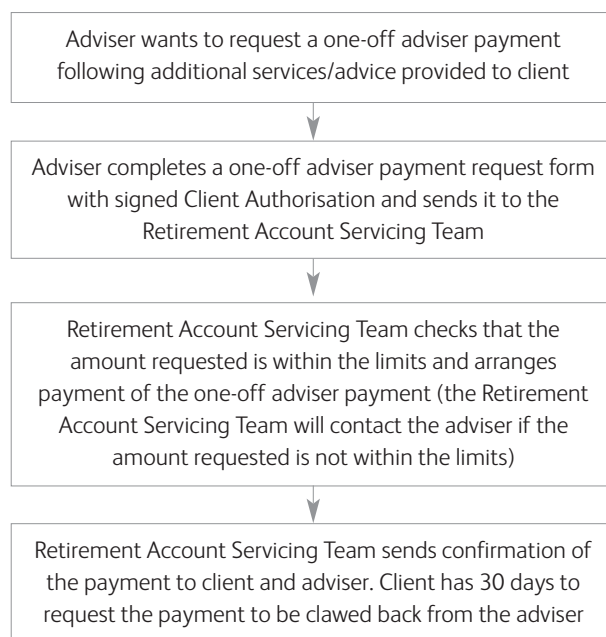 Adviser wants to request a one-off adviser payment
following additional services/advice provided to client
Adviser completes a one-off adviser payment request form
with signed Client Authorisation and sends it to the
Retirement Account Servicing Team
Retirement Account Servicing Team checks that the
amount requested is within the limits and arranges
payment of the one-off adviser payment (the Retirement
Account Servicing Team will contact the adviser if the
amount requested is not within the limits)
Retirement Account Servicing Team sends confirmation of
the payment to client and adviser. Client has 30 days to
request the payment to be clawed back from the adviser